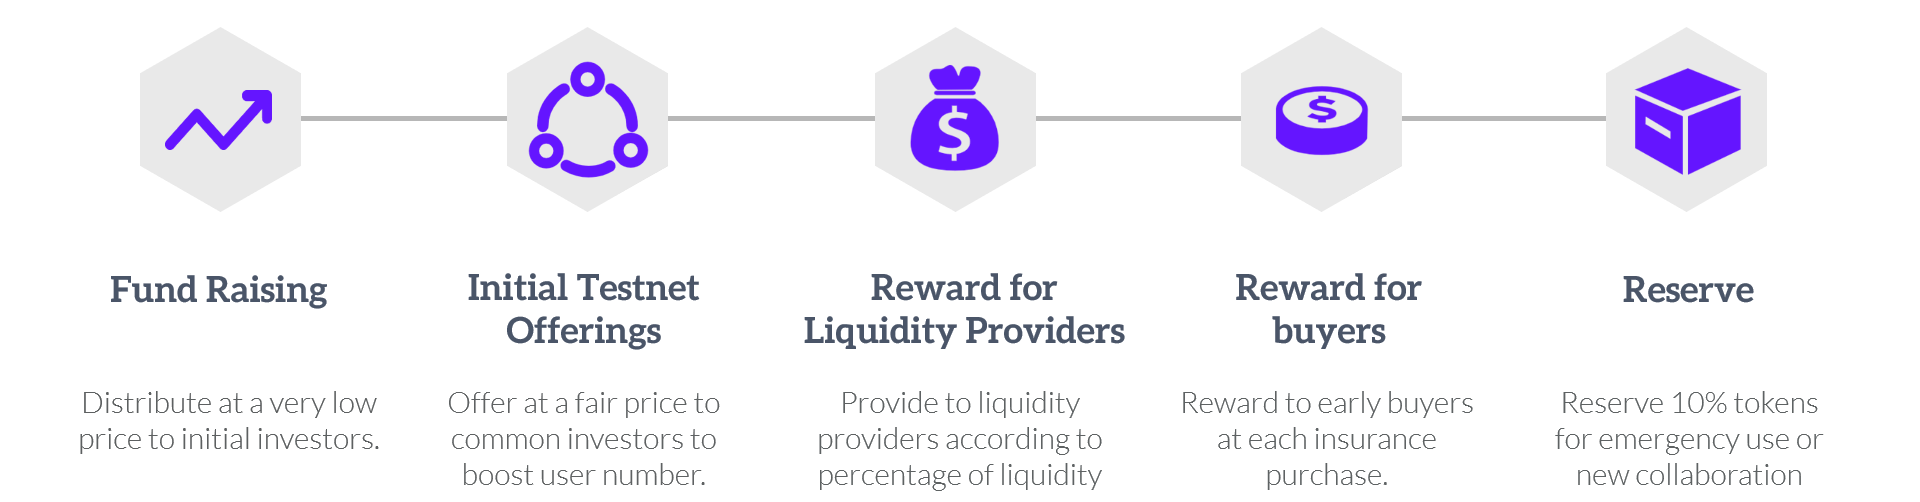 $
$
Fund Raising
Initial Testnet
Offerings
Reward for
Liquidity Providers
Reward for
buyers
Reserve
Distribute at a very low
price to initial investors.
Offer at a fair price to
common investors to
boost user number.
Provide to liquidity
providers according to
percentage of liquidity
Reward to early buyers
at each insurance
purchase.
Reserve 10% tokens
for emergency use or
new collaboration